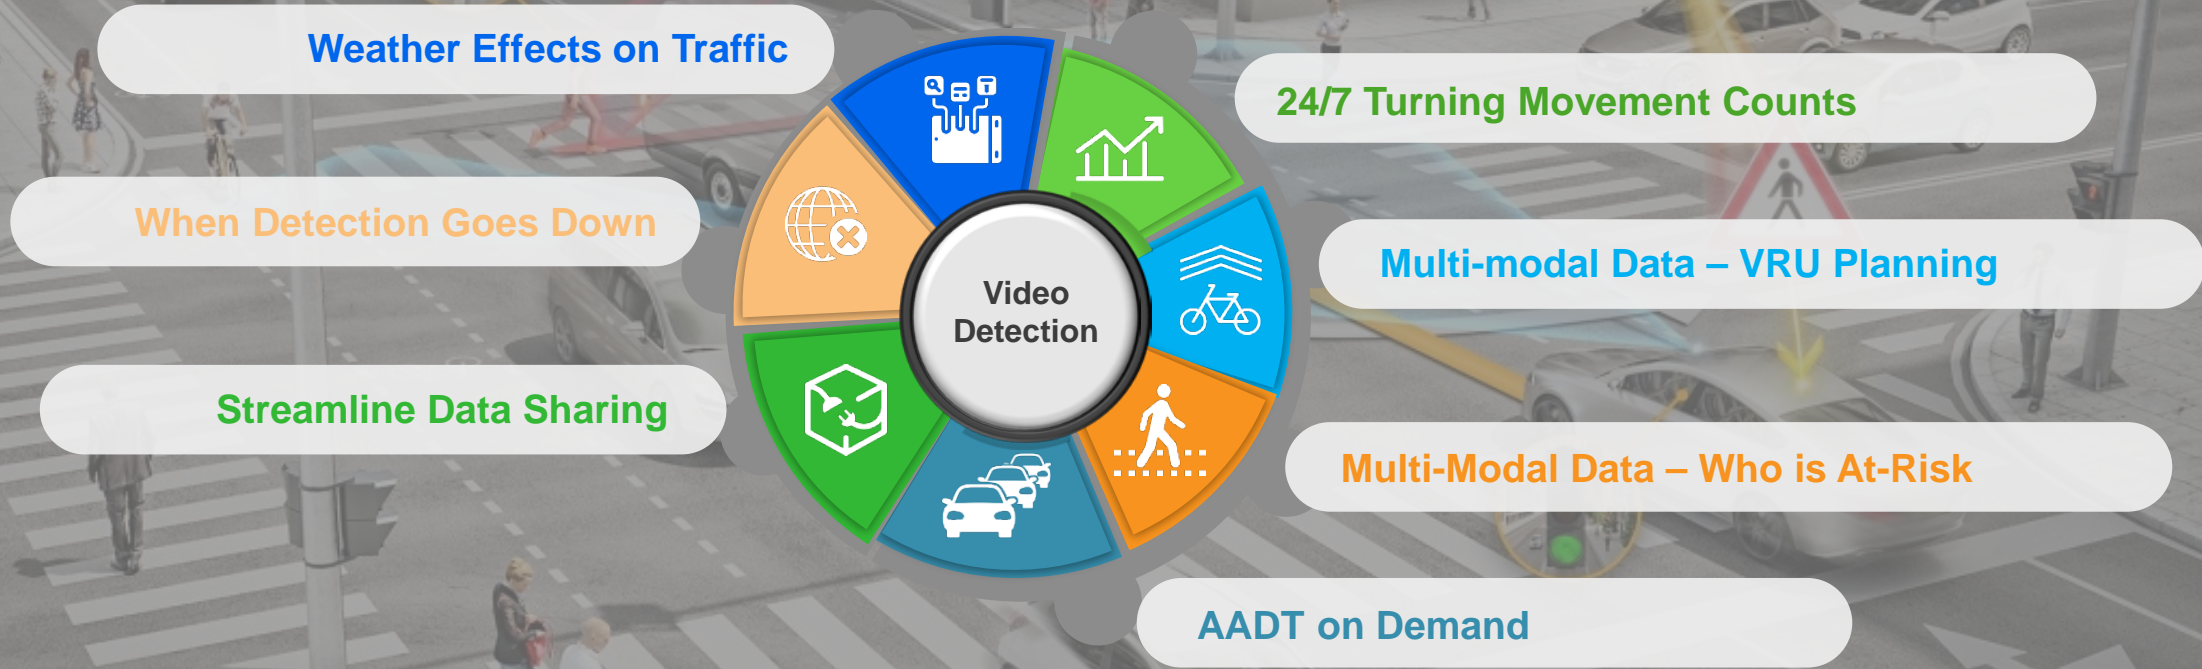 Weather Effects on Traffic
24/7 Turning Movement Counts
When Detection Goes Down
Multi-modal Data – VRU Planning
Video
Detection
Streamline Data Sharing
Multi-Modal Data – Who is At-Risk
AADT on Demand